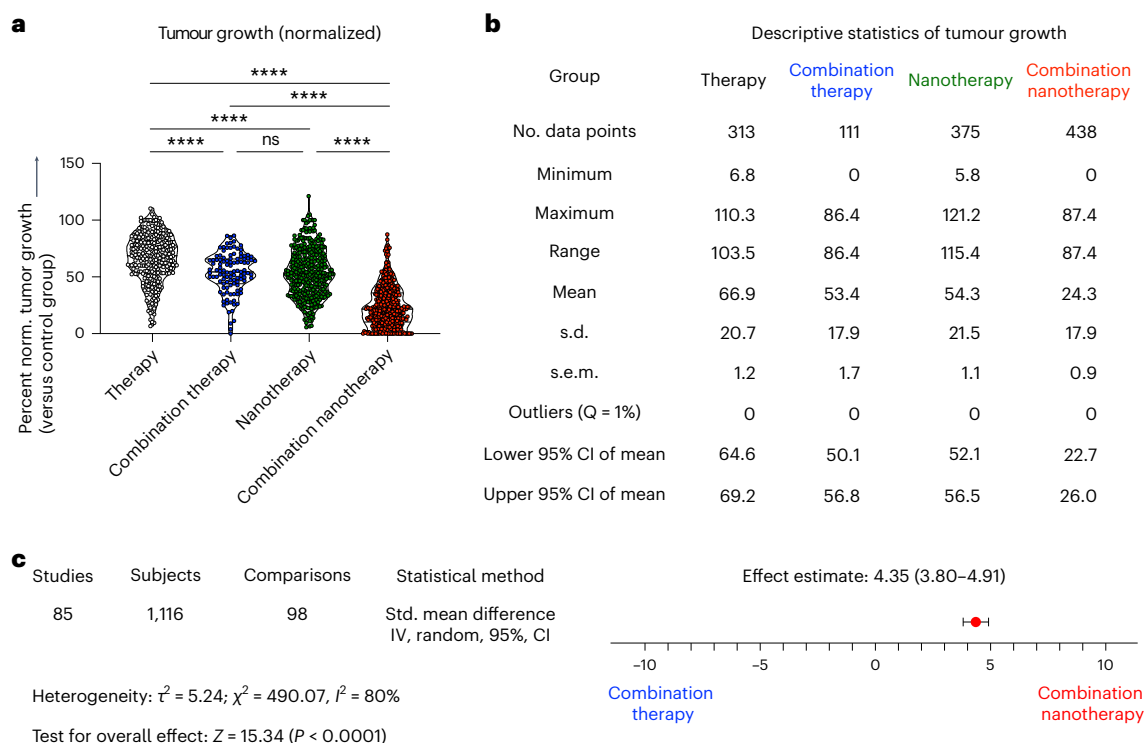 a
Tumour growth (normalized)
****
****
****
**** ns ****
Percent norm. tumor growth
(versus control group)
150
100
50
0
Therapy
Combination therapy
Nanotherapy
Combination nanotherapy
b
Descriptive statistics of tumour growth
Group Therapy Combination therapy Nanotherapy Combination nanotherapy
No. data points 313 111 375 438
Minimum 6.8 0 5.8 0
Maximum 110.3 86.4 121.2 87.4
Range 103.5 86.4 115.4 87.4
Mean 66.9 53.4 54.3 24.3
s.d. 20.7 17.9 21.5 17.9
s.e.m. 1.2 1.7 1.1 0.9
Outliers (Q = 1%) 0 0 0 0
Lower 95% CI of mean 64.6 50.1 52.1 22.7
Upper 95% CI of mean 69.2 56.8 56.5 26.0
c
Studies Subjects Comparisons Statistical method
85 1,116 98 Std. mean difference
IV, random, 95%, CI
Heterogeneity: τ² = 5.24; χ² = 490.07, I² = 80%
Test for overall effect: Z = 15.34 (P < 0.0001)
Effect estimate: 4.35 (3.80–4.91)
–10 –5 0 5 10
Combination
therapy
Combination
nanotherapy